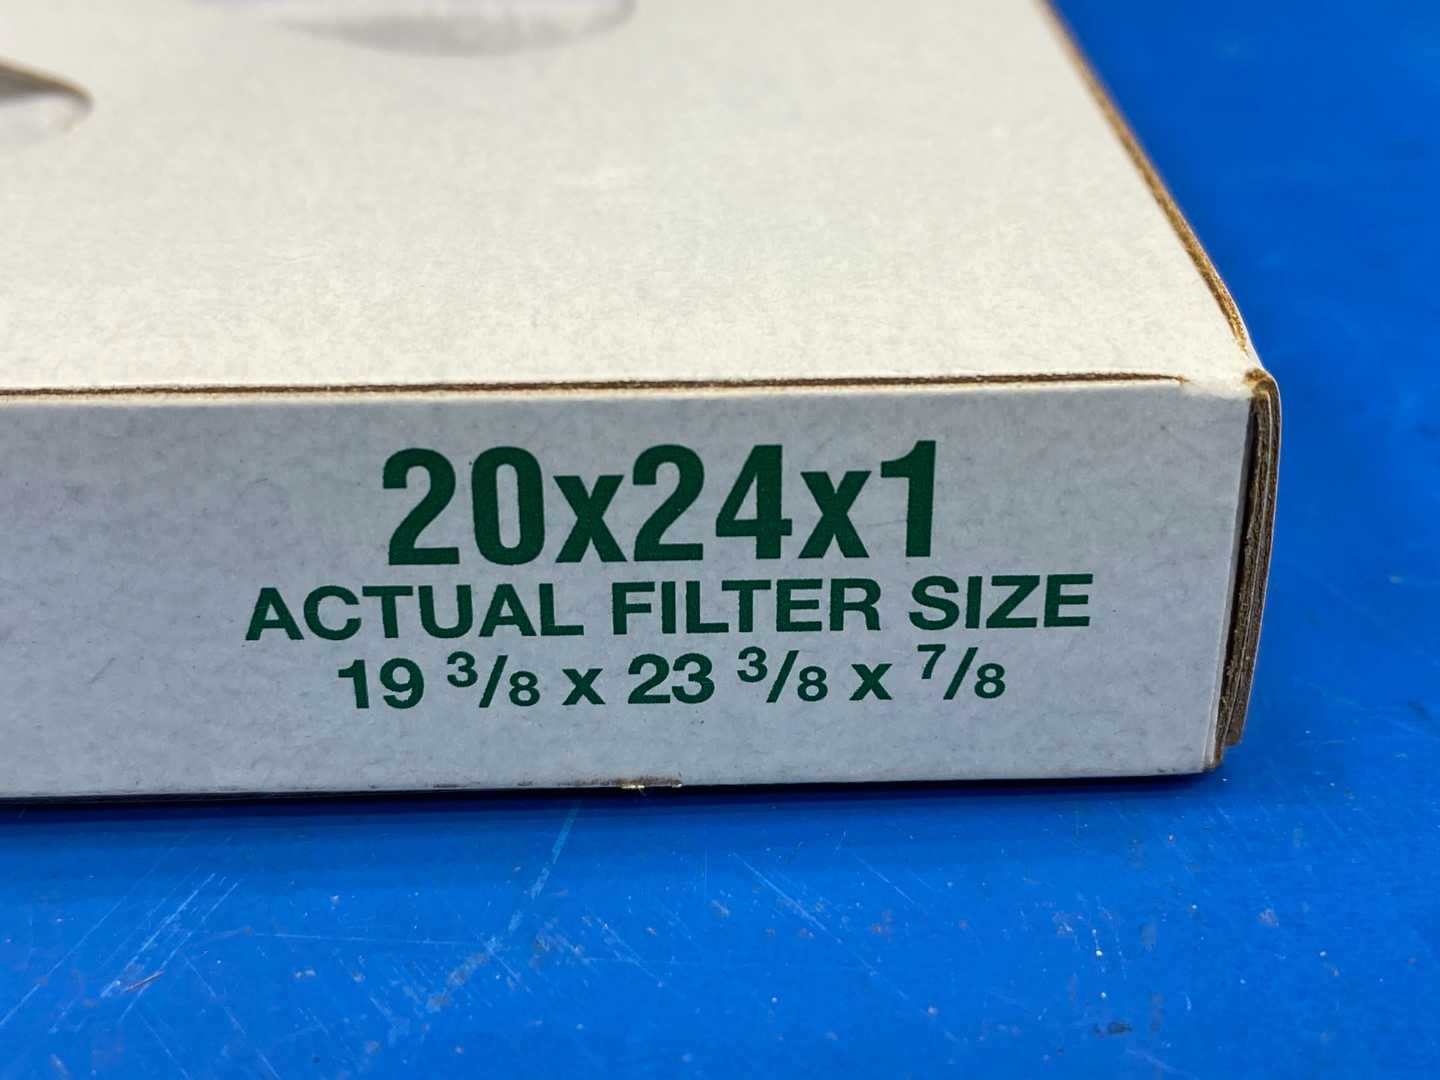 20x24x1
ACTUAL FILTER SIZE
19 3/8 x 23 3/8 x 7/8